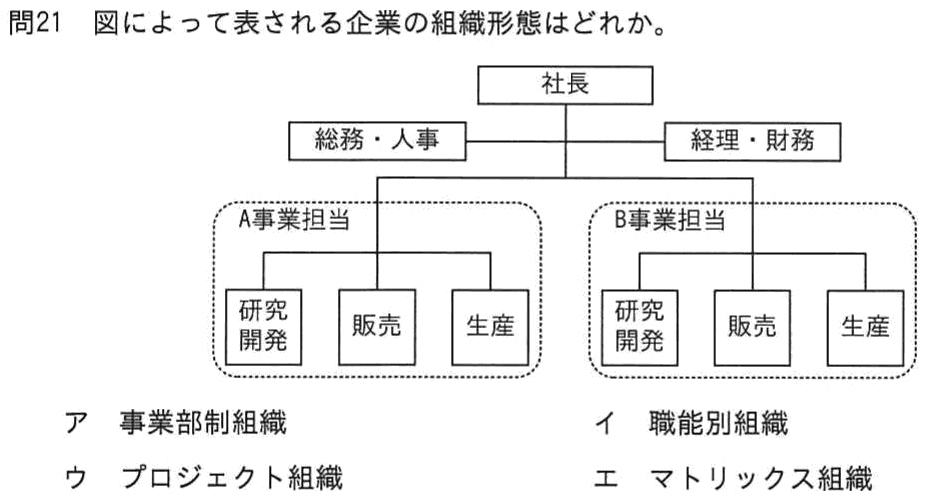 問21 図によって表される企業の組織形態はどれか。
社長
総務・人事 経理・財務
A事業担当 B事業担当
研究開発 販売 生産 研究開発 販売 生産
ア 事業部制組織 イ 職能別組織
ウ プロジェクト組織 エ マトリックス組織